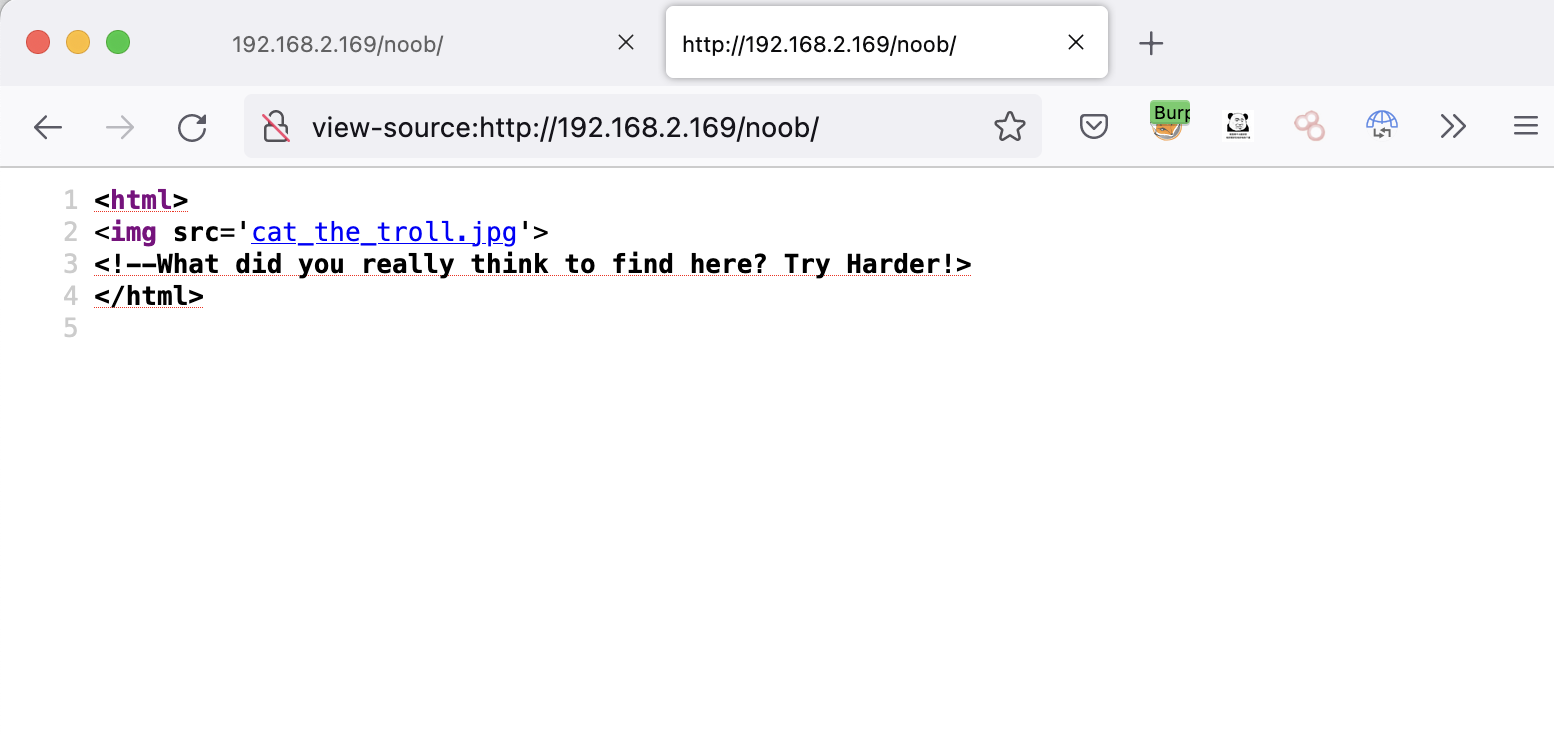 192.168.2.169/noob/
http://192.168.2.169/noob/
view-source:http://192.168.2.169/noob/
Burp
1 <html>
2 <img src='cat_the_troll.jpg'>
3 <!--What did you really think to find here? Try Harder!>
4 </html>
5